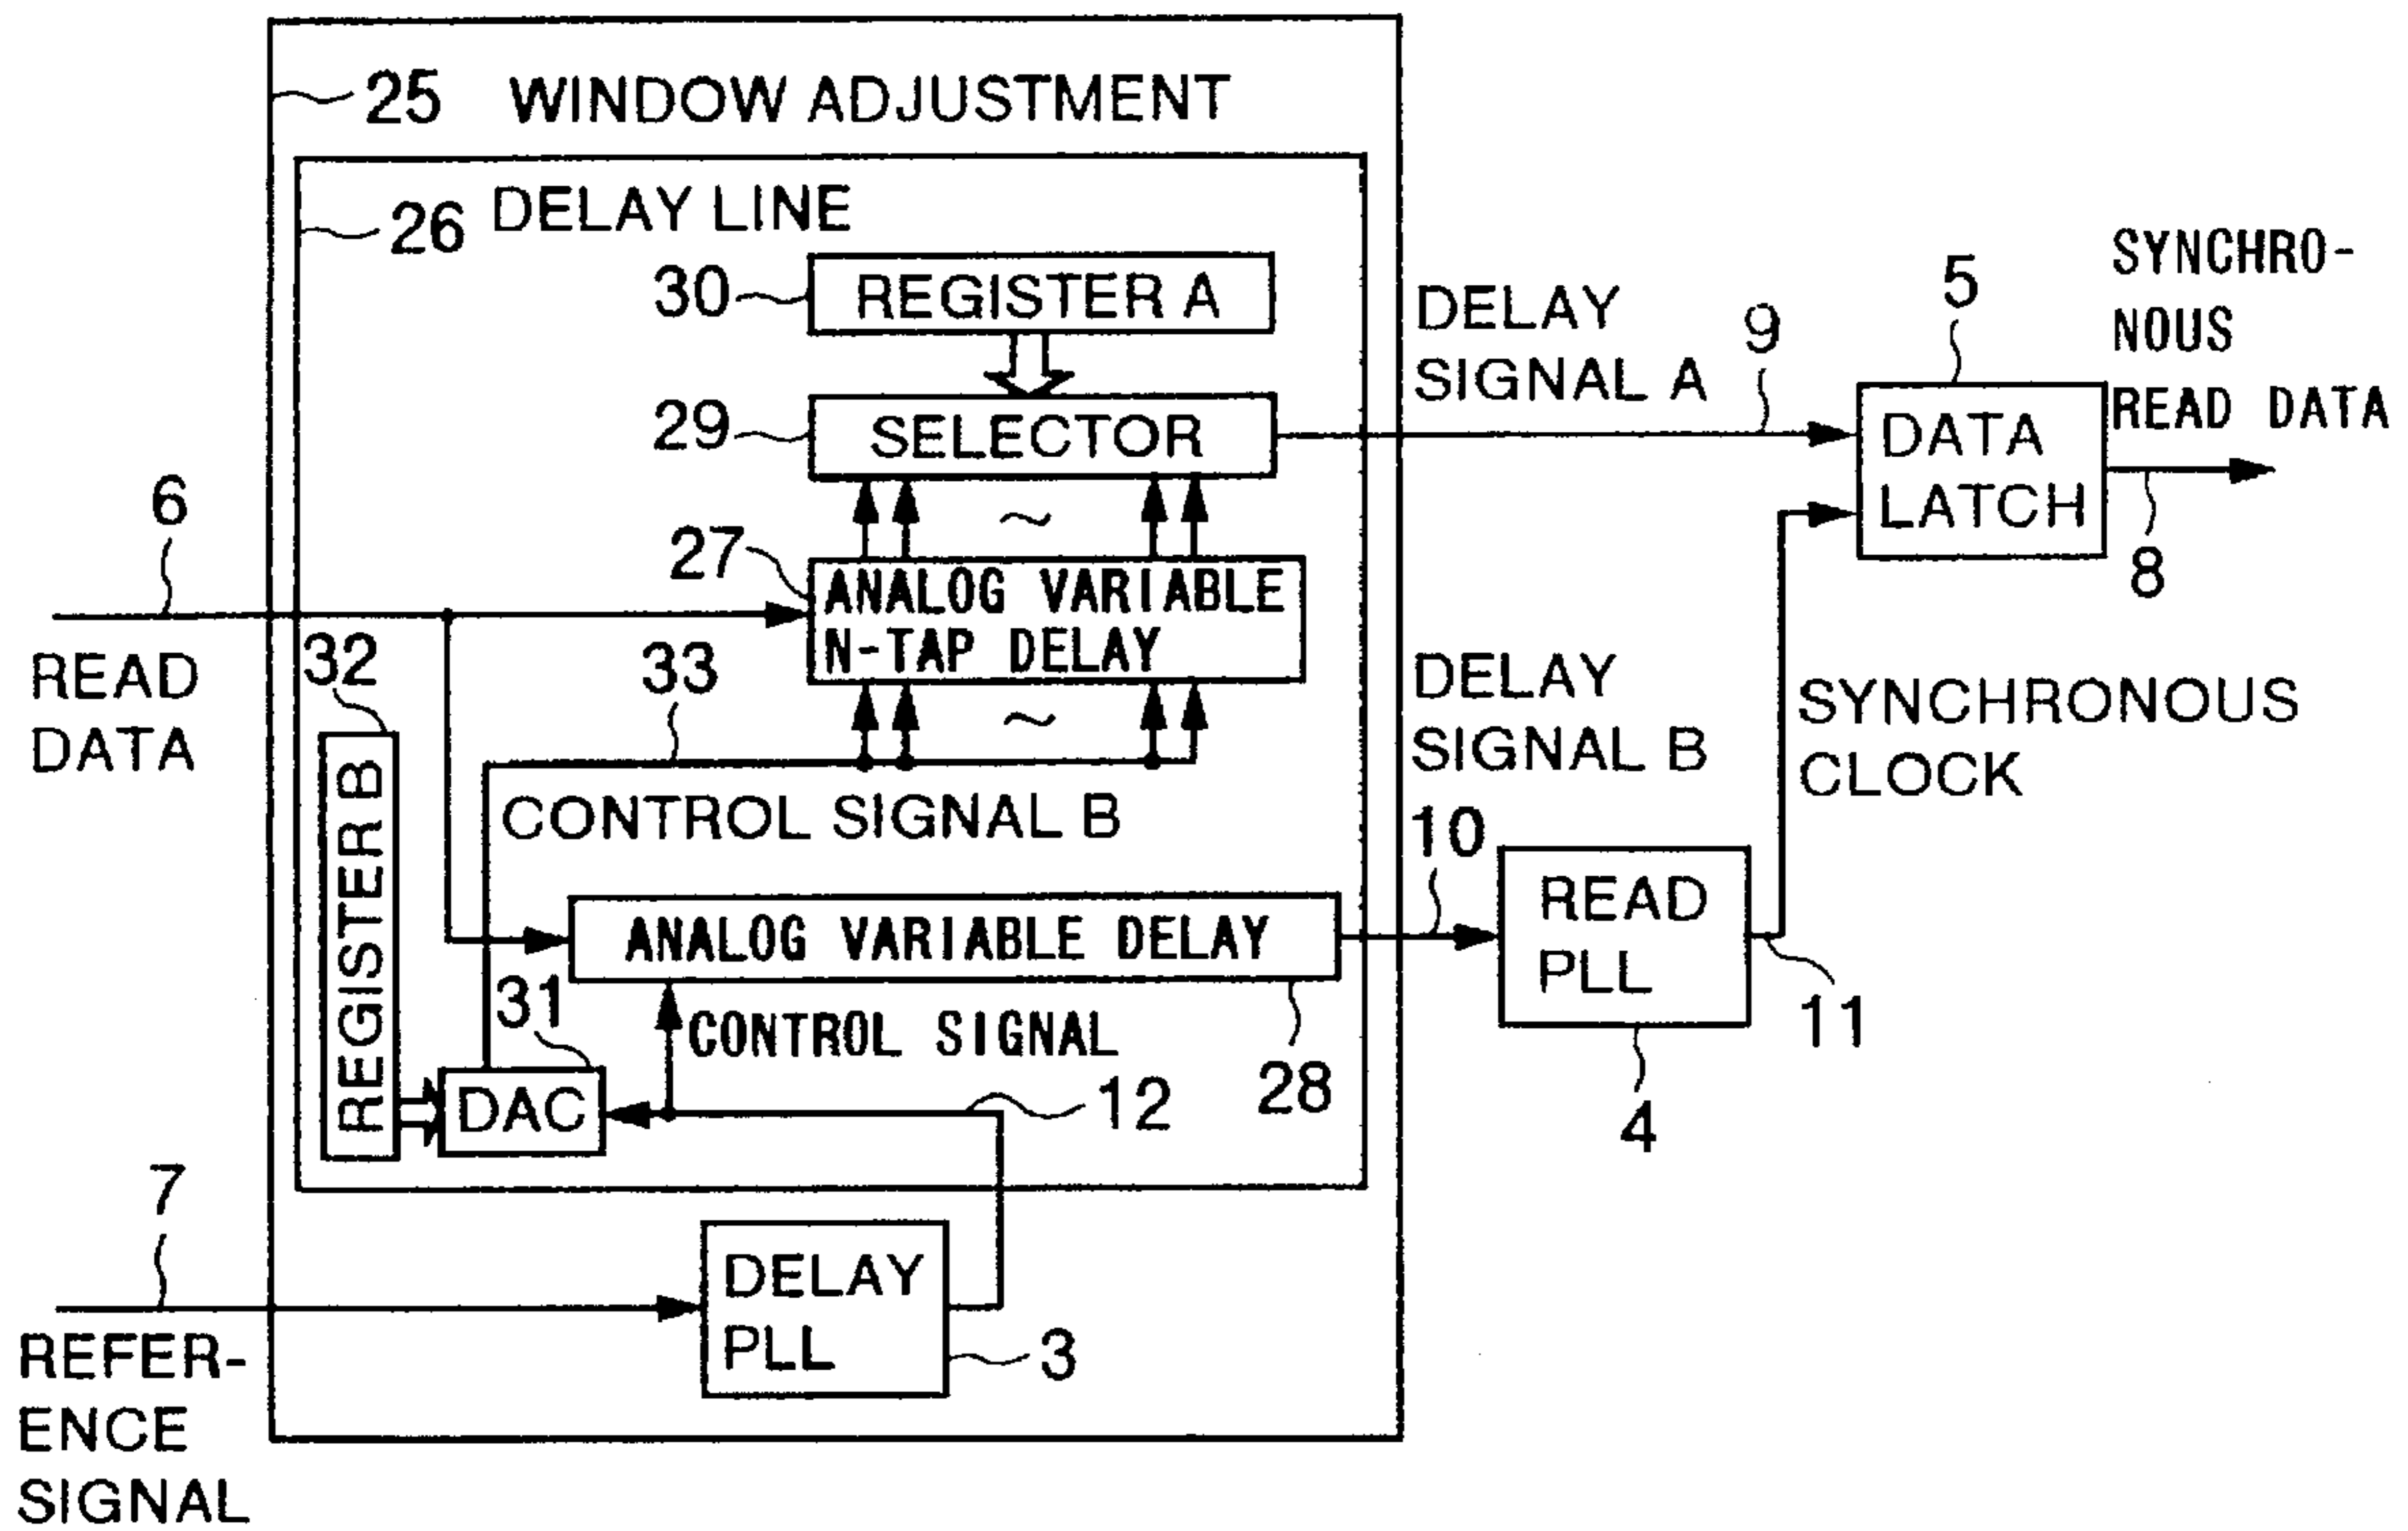 25 WINDOW ADJUSTMENT
26 DELAY LINE
30 REGISTER A
29 SELECTOR
27 ANALOG VARIABLE
N-TAP DELAY
6
READ
DATA
32
REGISTER B
33
CONTROL SIGNAL B
ANALOG VARIABLE DELAY
28
31
DAC
CONTROL SIGNAL
12
7
REFER-
ENCE
SIGNAL
DELAY
PLL
3
DELAY
SIGNAL A
9
5
DATA
LATCH
SYNCHRO-
NOUS
READ DATA
8
DELAY
SIGNAL B
10
READ
PLL
4
11
SYNCHRONOUS
CLOCK